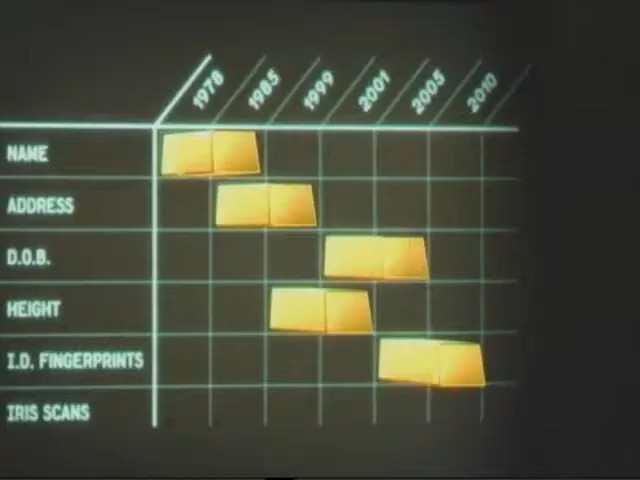 1978 1985 1999 2001 2005 2010
NAME
ADDRESS
D.O.B.
HEIGHT
I.D. FINGERPRINTS
IRIS SCANS